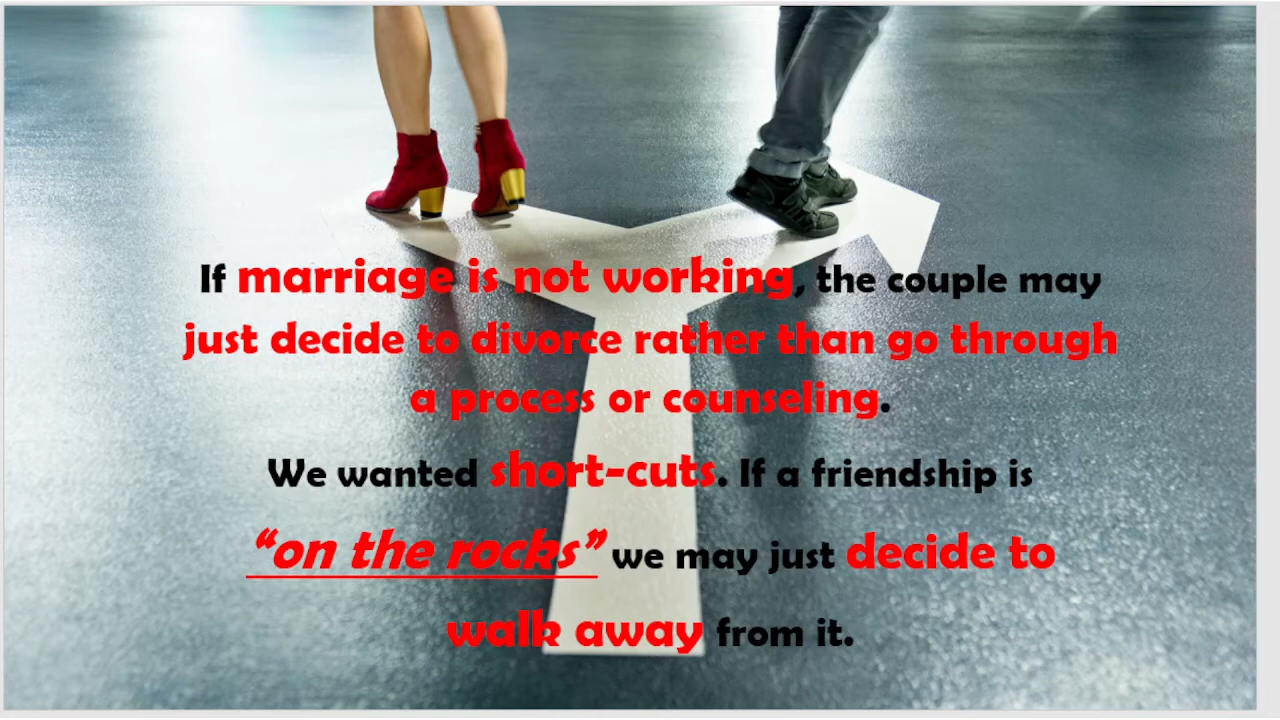 If marriage is not working, the couple may
just decide to divorce rather than go through
a process or counseling.
We wanted short-cuts. If a friendship is
“on the rocks” we may just decide to
walk away from it.